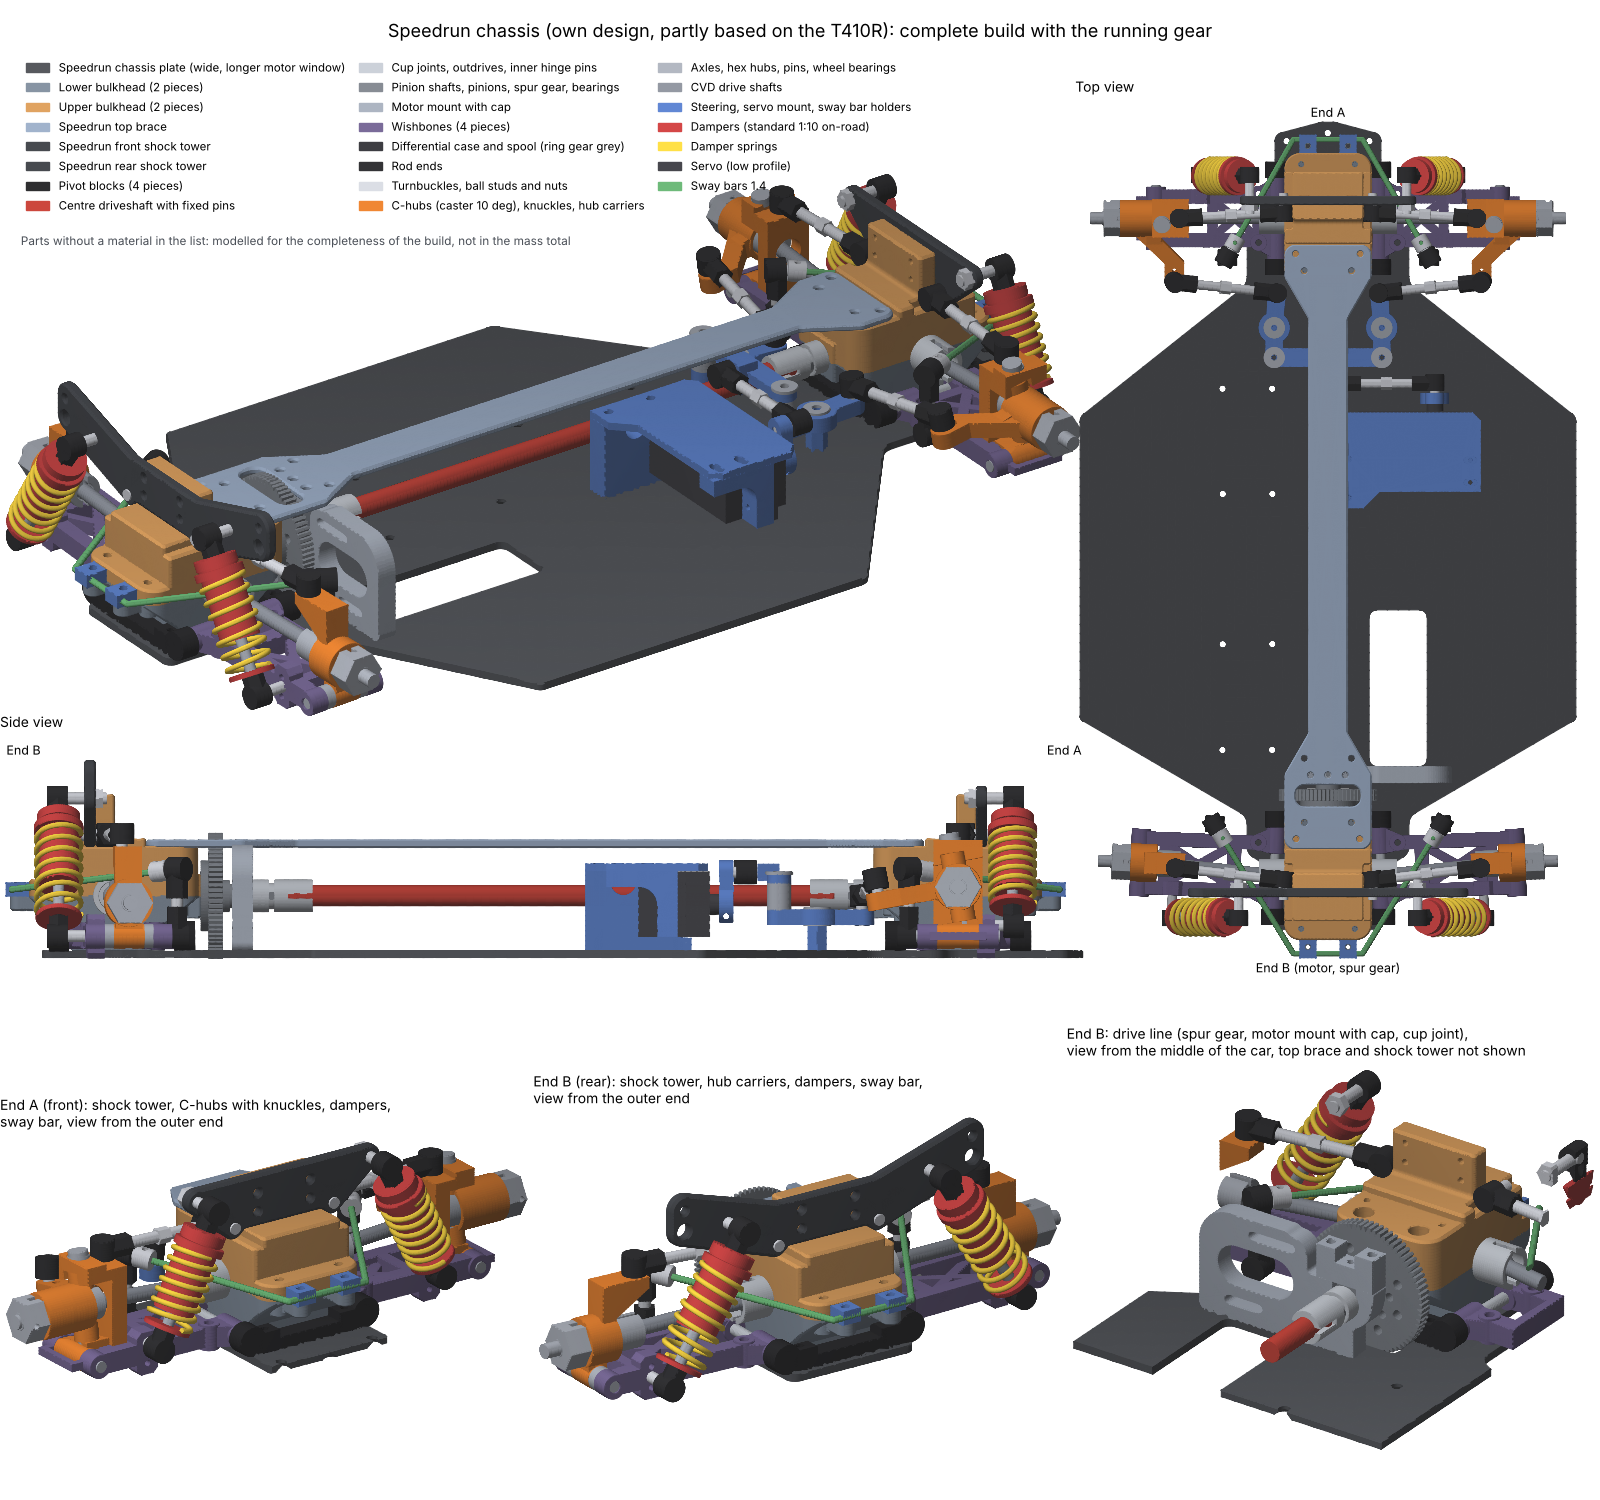 Speedrun chassis (own design, partly based on the T410R): complete build with the running gear
Speedrun chassis plate (wide, longer motor window)
Lower bulkhead (2 pieces)
Upper bulkhead (2 pieces)
Speedrun top brace
Speedrun front shock tower
Speedrun rear shock tower
Pivot blocks (4 pieces)
Centre driveshaft with fixed pins
Cup joints, outdrives, inner hinge pins
Pinion shafts, pinions, spur gear, bearings
Motor mount with cap
Wishbones (4 pieces)
Differential case and spool (ring gear grey)
Rod ends
Turnbuckles, ball studs and nuts
C-hubs (caster 10 deg), knuckles, hub carriers
Axles, hex hubs, pins, wheel bearings
CVD drive shafts
Steering, servo mount, sway bar holders
Dampers (standard 1:10 on-road)
Damper springs
Servo (low profile)
Sway bars 1.4
Parts without a material in the list: modelled for the completeness of the build, not in the mass total
Top view
End A
End B (motor, spur gear)
Side view
End B
End A
End A (front): shock tower, C-hubs with knuckles, dampers,
sway bar, view from the outer end
End B (rear): shock tower, hub carriers, dampers, sway bar,
view from the outer end
End B: drive line (spur gear, motor mount with cap, cup joint),
view from the middle of the car, top brace and shock tower not shown